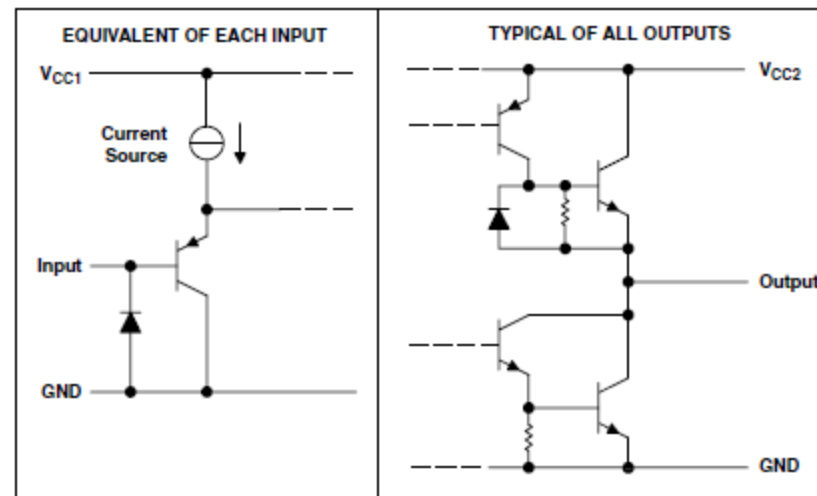 EQUIVALENT OF EACH INPUT
VCC1
Current
Source
Input
GND
TYPICAL OF ALL OUTPUTS
VCC2
Output
GND